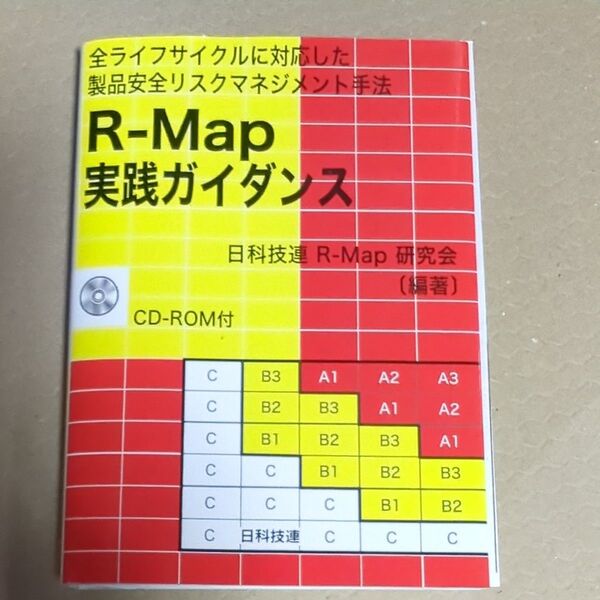 全ライフサイクルに対応した
製品安全リスクマネジメント手法
R-Map
実践ガイダンス
日科技連 R-Map 研究会
〔編著〕
CD-ROM付
C B3 A1 A2 A3
C B2 B3 A1 A2
C B1 B2 B3 A1
C C B1 B2 B3
C C C B1 B2
C 日科技連 C C C